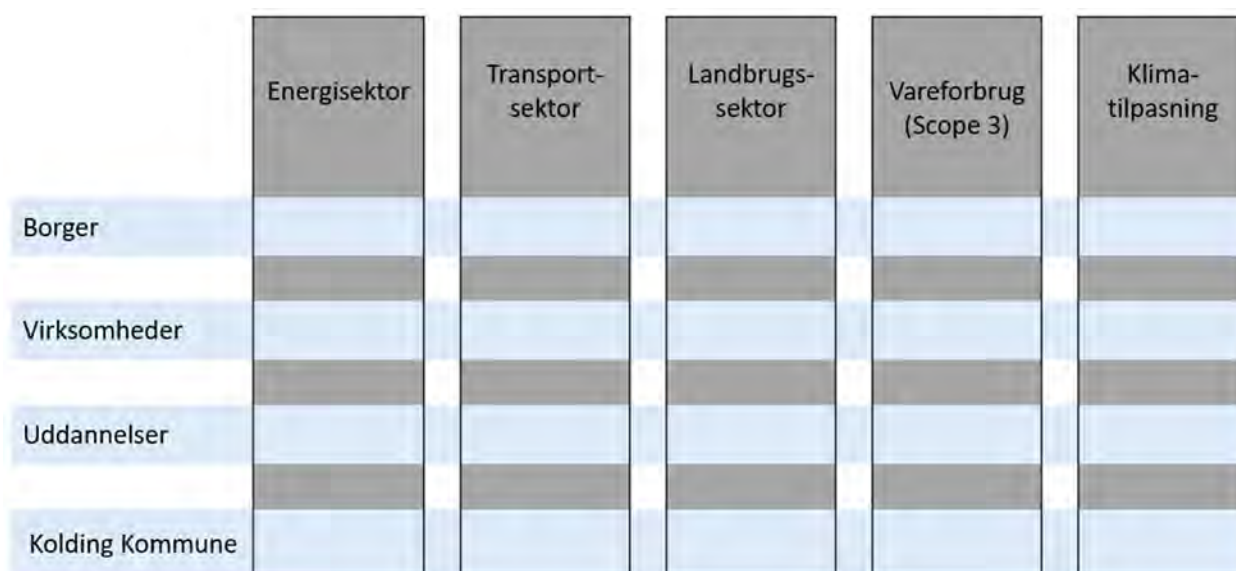 Energisektor
Transport-
sektor
Landbrugs-
sektor
Vareforbrug
(Scope 3)
Klima-
tilpasning
Borger
Virksomheder
Uddannelser
Kolding Kommune